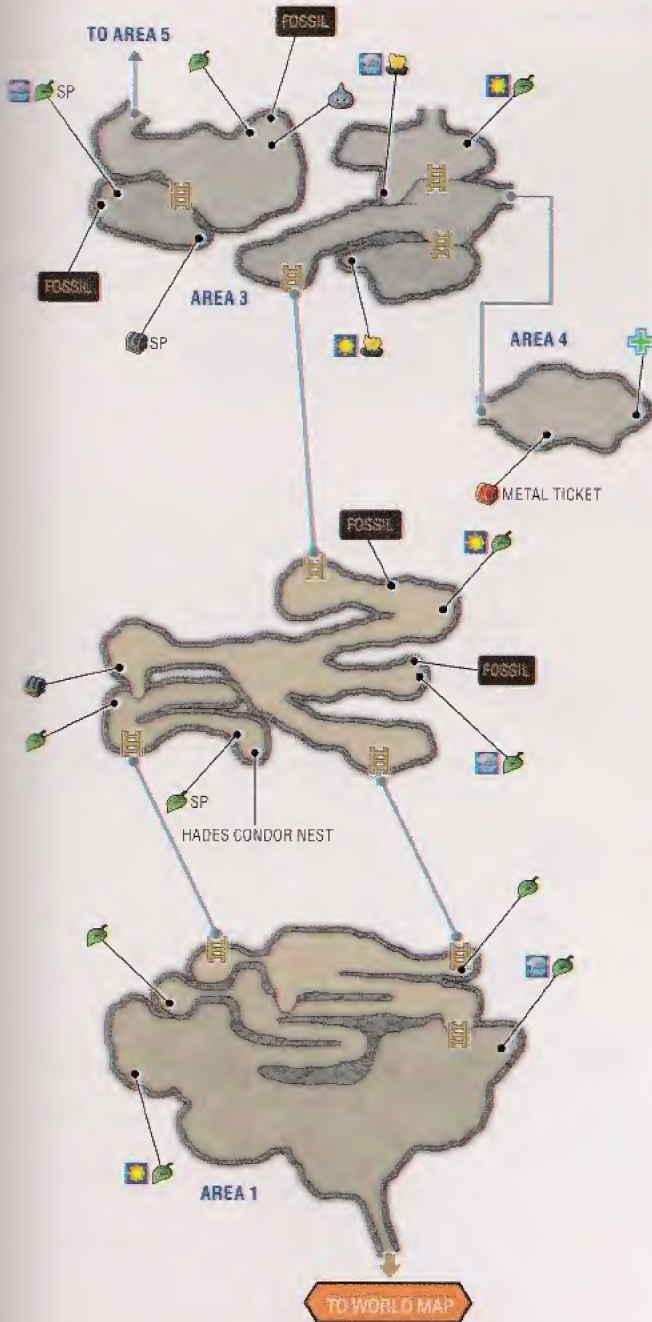 FOSSIL
TO AREA 5
SP
FOSSIL
AREA 3
SP
AREA 4
METAL TICKET
FOSSIL
FOSSIL
SP
HADES CONDOR NEST
AREA 1
TO WORLD MAP